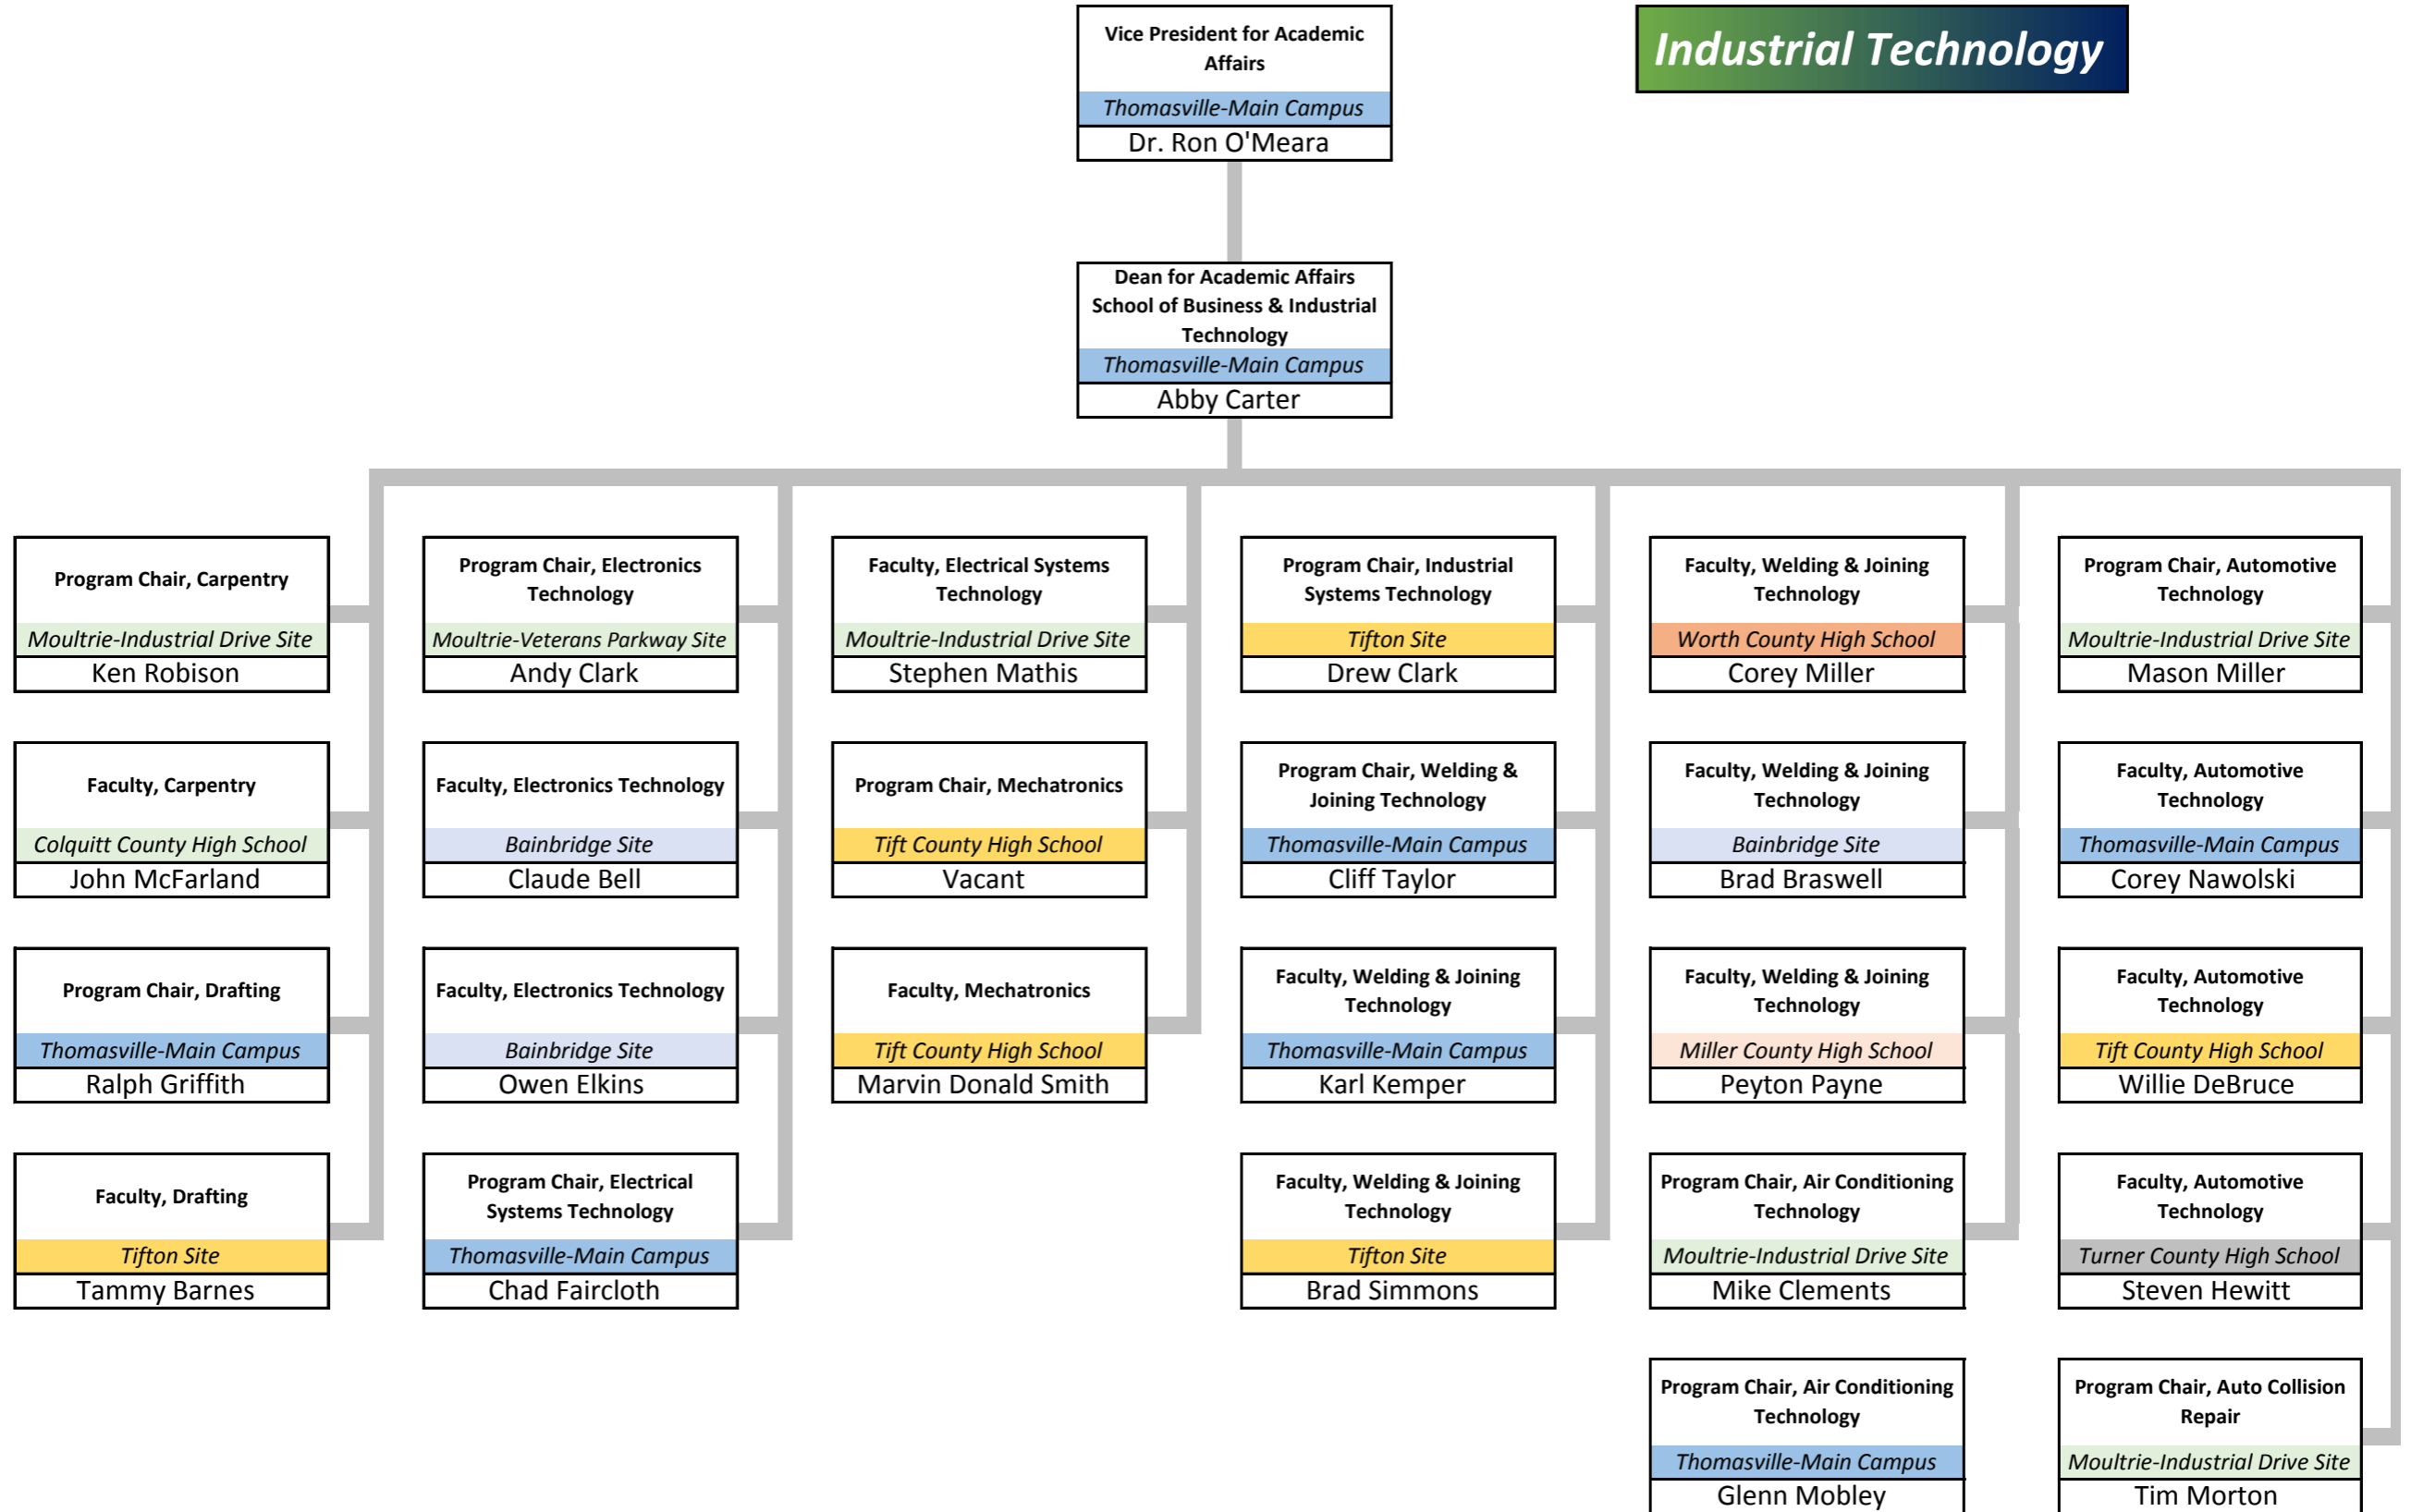 Vice President for Academic
Affairs
Thomasville-Main Campus
Dr. Ron O'Meara
Industrial Technology
Dean for Academic Affairs
School of Business & Industrial
Technology
Thomasville-Main Campus
Abby Carter
Program Chair, Carpentry
Moultrie-Industrial Drive Site
Ken Robison
Faculty, Carpentry
Colquitt County High School
John McFarland
Program Chair, Drafting
Thomasville-Main Campus
Ralph Griffith
Faculty, Drafting
Tifton Site
Tammy Barnes
Program Chair, Electronics
Technology
Moultrie-Veterans Parkway Site
Andy Clark
Faculty, Electronics Technology
Bainbridge Site
Claude Bell
Faculty, Electronics Technology
Bainbridge Site
Owen Elkins
Program Chair, Electrical
Systems Technology
Thomasville-Main Campus
Chad Faircloth
Faculty, Electrical Systems
Technology
Moultrie-Industrial Drive Site
Stephen Mathis
Program Chair, Mechatronics
Tift County High School
Vacant
Faculty, Mechatronics
Tift County High School
Marvin Donald Smith
Program Chair, Industrial
Systems Technology
Tifton Site
Drew Clark
Program Chair, Welding &
Joining Technology
Thomasville-Main Campus
Cliff Taylor
Faculty, Welding & Joining
Technology
Thomasville-Main Campus
Karl Kemper
Faculty, Welding & Joining
Technology
Tifton Site
Brad Simmons
Faculty, Welding & Joining
Technology
Worth County High School
Corey Miller
Faculty, Welding & Joining
Technology
Bainbridge Site
Brad Braswell
Faculty, Welding & Joining
Technology
Miller County High School
Peyton Payne
Program Chair, Air Conditioning
Technology
Moultrie-Industrial Drive Site
Mike Clements
Program Chair, Air Conditioning
Technology
Thomasville-Main Campus
Glenn Mobley
Program Chair, Automotive
Technology
Moultrie-Industrial Drive Site
Mason Miller
Faculty, Automotive
Technology
Thomasville-Main Campus
Corey Nawolski
Faculty, Automotive
Technology
Tift County High School
Willie DeBruce
Faculty, Automotive
Technology
Turner County High School
Steven Hewitt
Program Chair, Auto Collision
Repair
Moultrie-Industrial Drive Site
Tim Morton